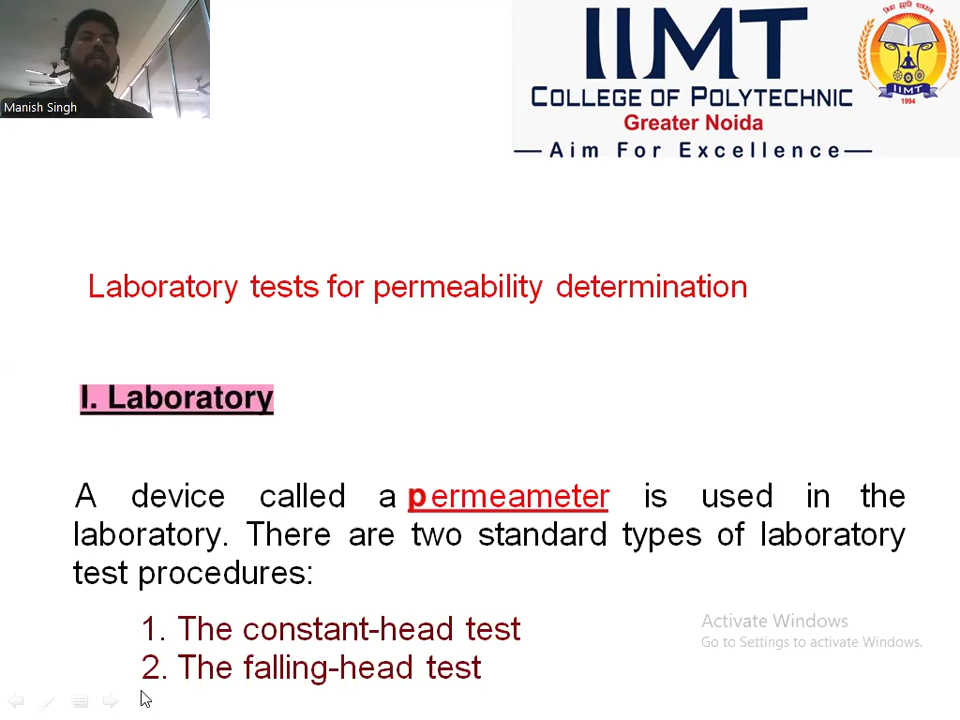 Manish Singh
IIMT
COLLEGE OF POLYTECHNIC
Greater Noida
Aim For Excellence
विद्या
IIMT
1994
Laboratory tests for permeability determination
I. Laboratory
A device called a permeameter is used in the
laboratory. There are two standard types of laboratory
test procedures:
1. The constant-head test
2. The falling-head test
Activate Windows
Go to Settings to activate Windows.